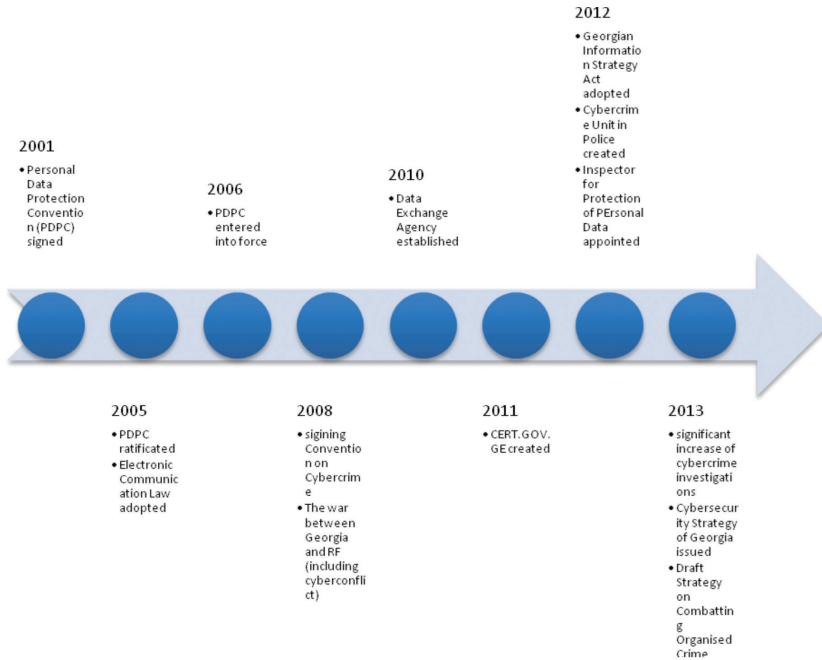 2001
• Personal
Data
Protection
Conventio
n (PDPC)
signed
2005
• PDPC
ratificated
• Electronic
Communic
ation Law
adopted
2006
• PDPC
entered
into force
2008
• sigining
Conventio
n on
Cybercrim
e
• The war
between
Georgia
and RF
(including
cyberconfli
ct)
2010
• Data
Exchange
Agency
established
2011
• CERT.GOV.
GE created
2012
• Georgian
Informatio
n Strategy
Act
adopted
• Cybercrim
e Unit in
Police
created
• Inspector
for
Protection
of PErsonal
Data
appointed
2013
• significant
increase of
cybercrime
investigati
ons
• Cybersecur
ity Strategy
of Georgia
issued
• Draft
Strategy
on
Combattin
g
Organised
Crime